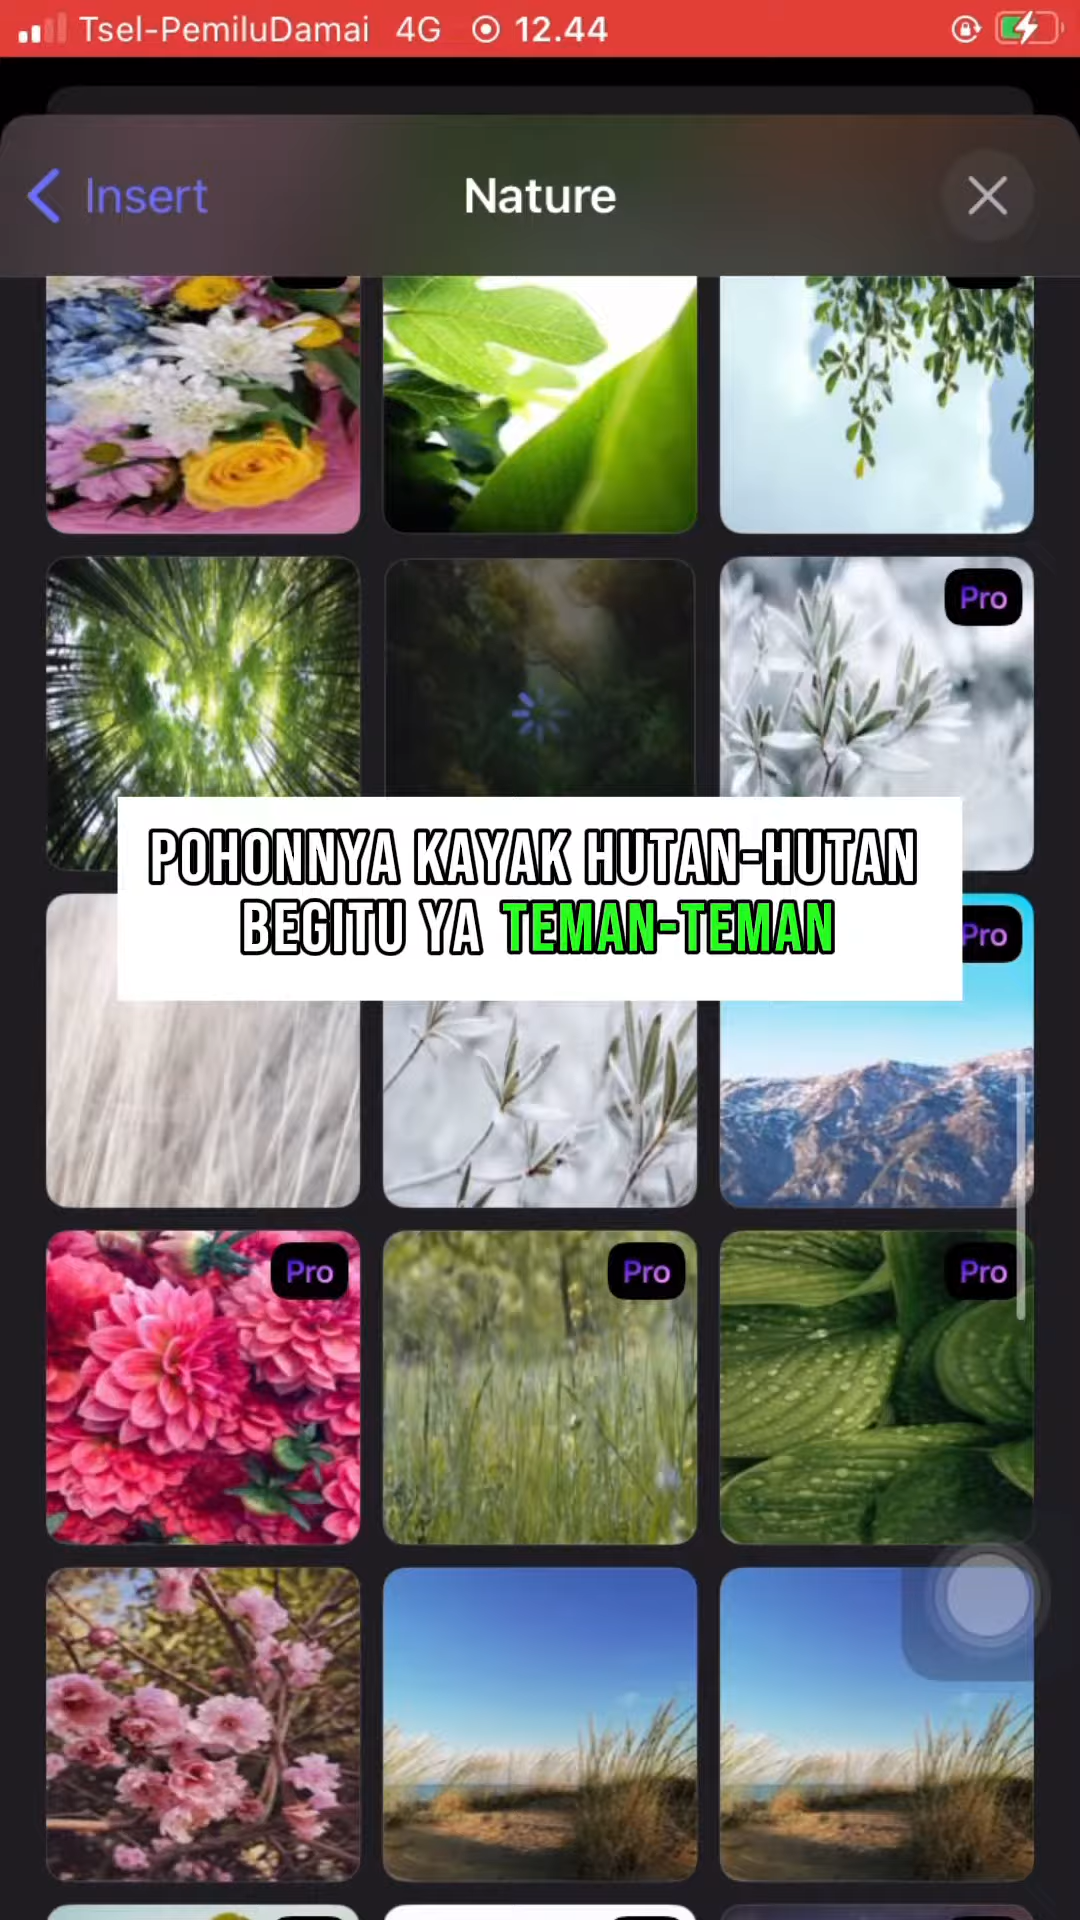 Tsel-PemiluDamai 4G 12.44
Insert
Nature
Pro
POHONNYA KAYAK HUTAN-HUTAN
BEGITU YA TEMAN-TEMAN
Pro
Pro
Pro
Pro